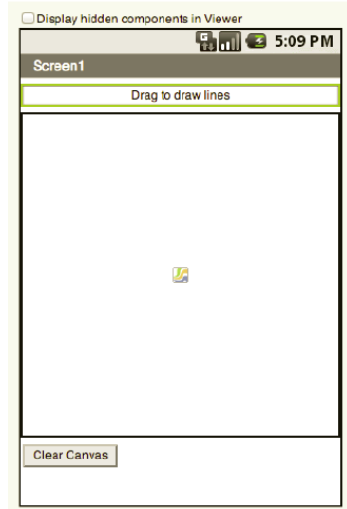 Display hidden components in Viewer
5:09 PM
Screen1
Drag to draw lines
Clear Canvas